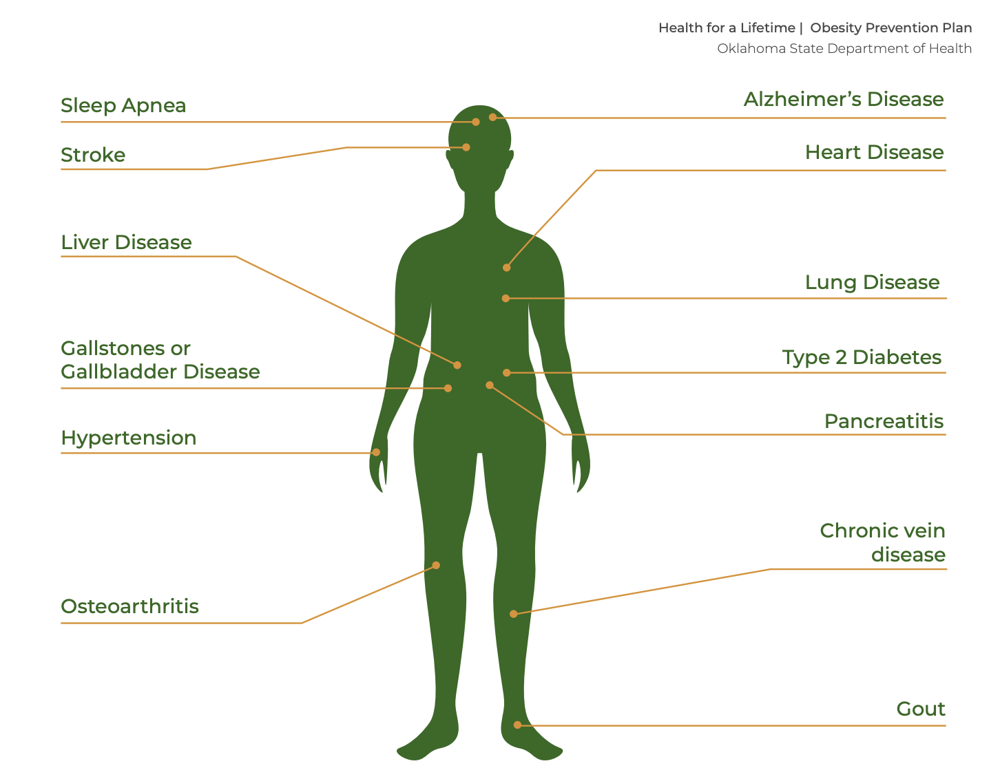 Health for a Lifetime | Obesity Prevention Plan
Oklahoma State Department of Health
Sleep Apnea
Stroke
Liver Disease
Gallstones or
Gallbladder Disease
Hypertension
Osteoarthritis
Alzheimer’s Disease
Heart Disease
Lung Disease
Type 2 Diabetes
Pancreatitis
Chronic vein
disease
Gout